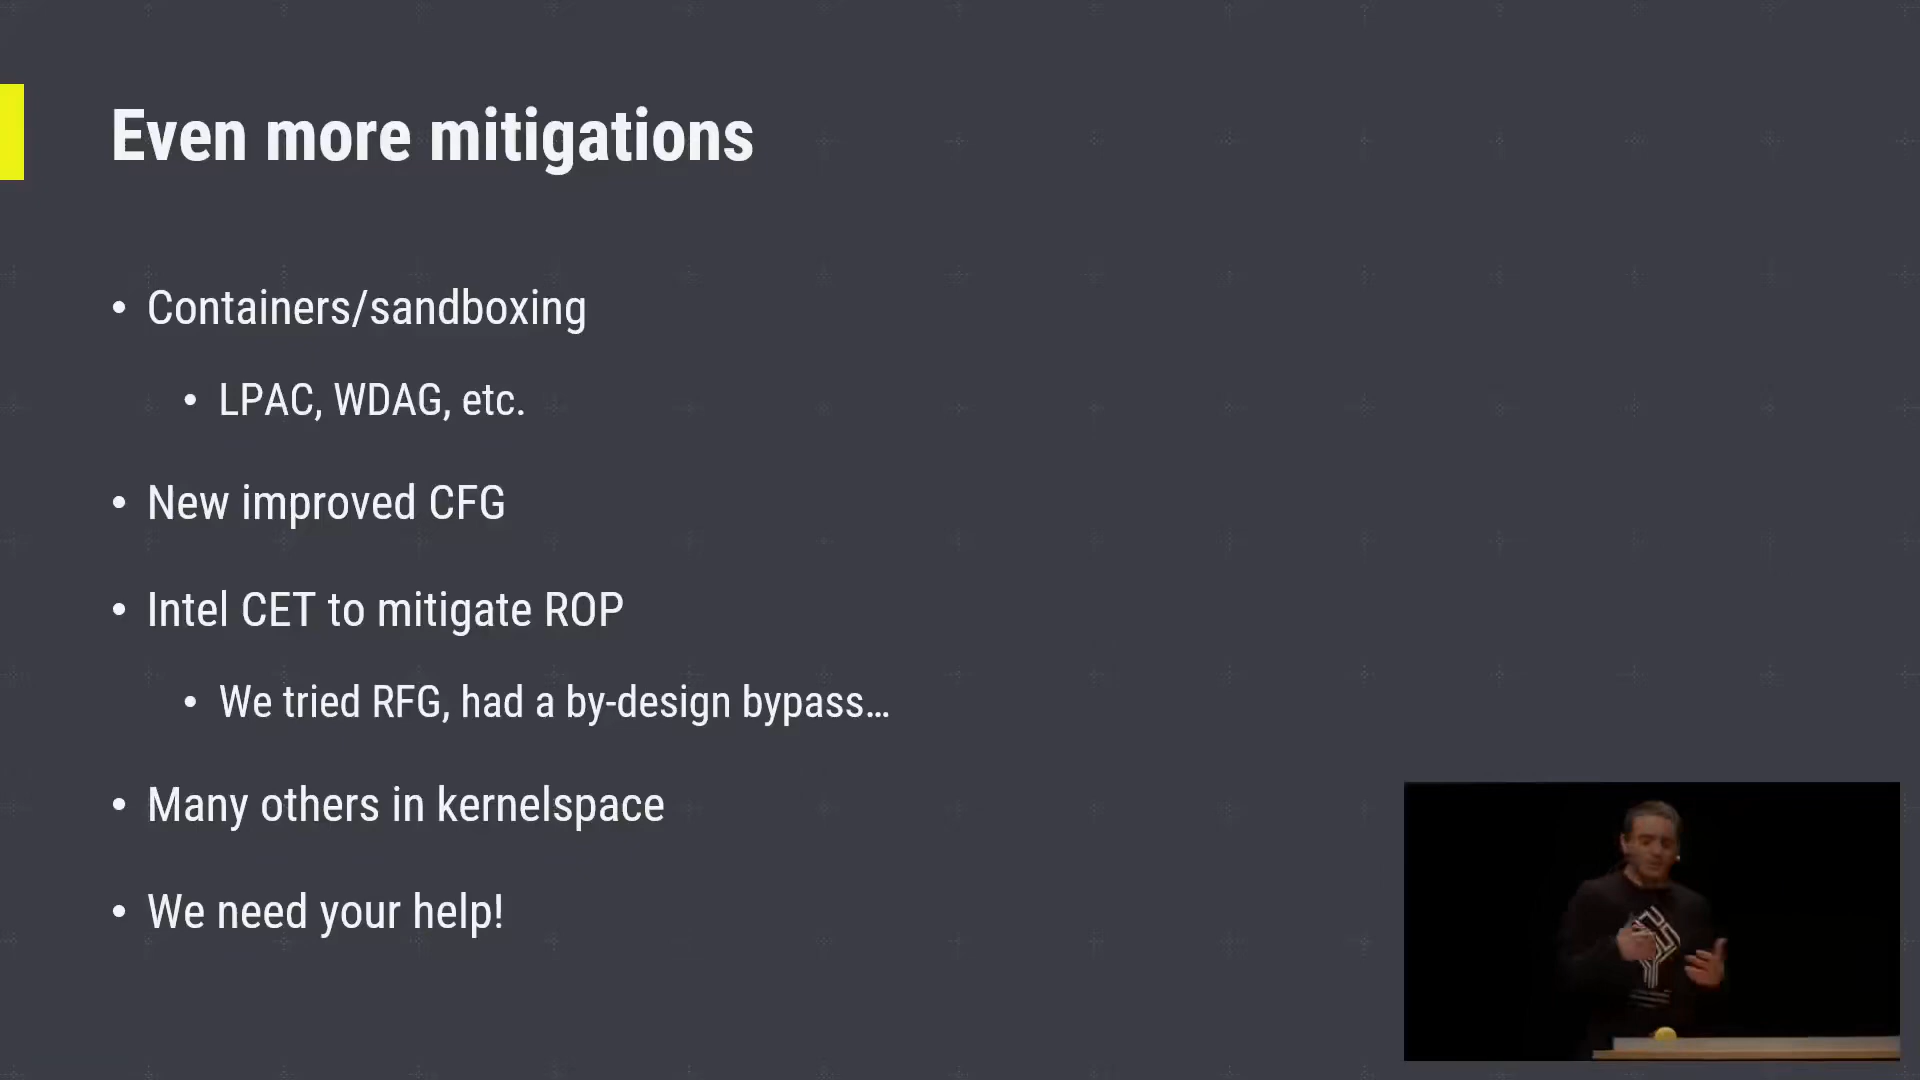 Even more mitigations
• Containers/sandboxing
• LPAC, WDAG, etc.
• New improved CFG
• Intel CET to mitigate ROP
• We tried RFG, had a by-design bypass…
• Many others in kernelspace
• We need your help!